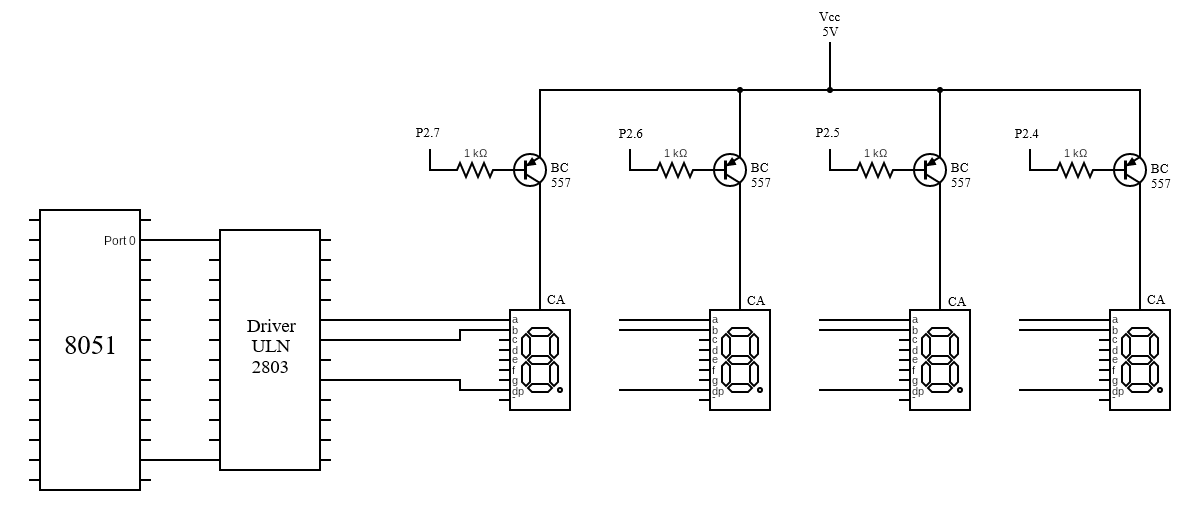 Vcc
5V
P2.7
P2.6
P2.5
P2.4
1 kΩ
1 kΩ
1 kΩ
1 kΩ
BC
557
BC
557
BC
557
BC
557
Port 0
8051
Driver
ULN
2803
CA
CA
CA
CA
a
b
c
d
e
f
g
dp
a
b
c
d
e
f
g
dp
a
b
c
d
e
f
g
dp
a
b
c
d
e
f
g
dp